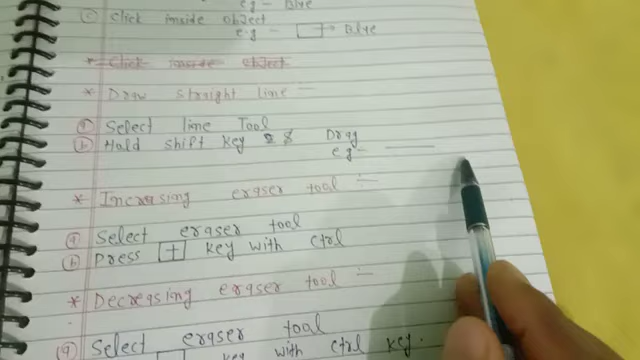 eg - Blue
ⓒ Click inside object
e.g - → Blue
* Click inside object
* Draw straight line :-
ⓐ Select line Tool
ⓑ Hold shift key & Drag
eg-
* Increasing eraser tool :-
ⓐ Select eraser tool
ⓑ Press + key with ctrl
* Decreasing eraser tool :-
ⓐ Select eraser tool
key with ctrl key.